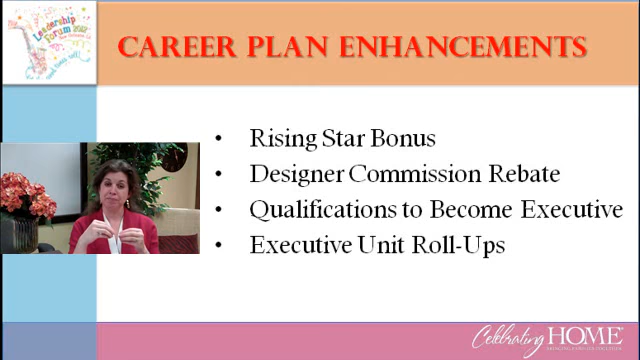 Leadership
Forum
CAREER PLAN ENHANCEMENTS
• Rising Star Bonus
• Designer Commission Rebate
• Qualifications to Become Executive
• Executive Unit Roll-Ups
Celebrating HOME